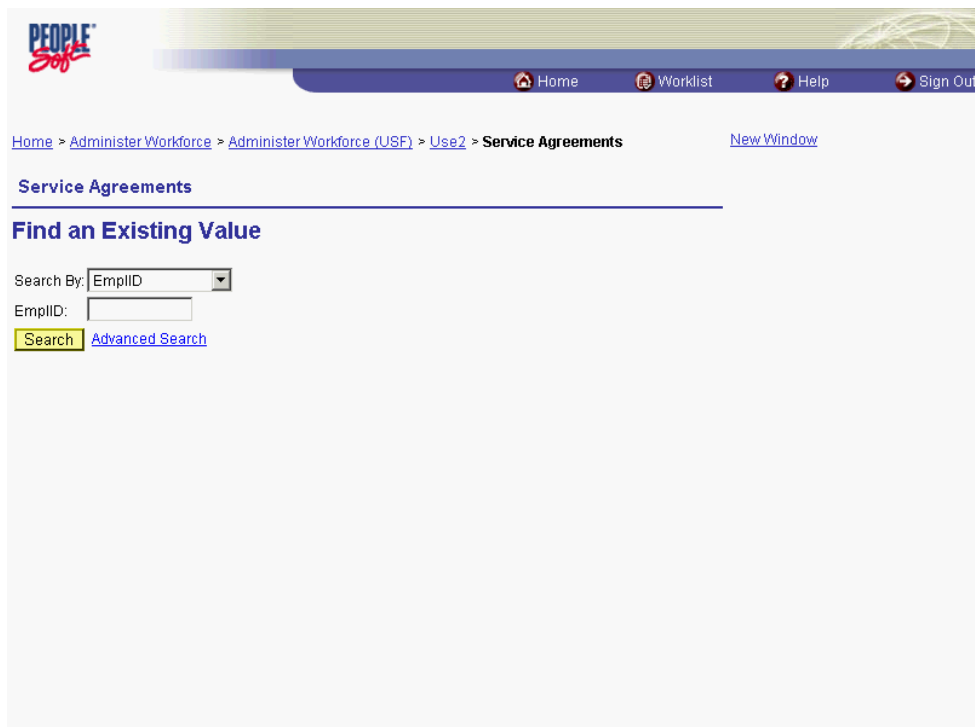 PEOPLE
Soft
Home Worklist Help Sign Out
Home > Administer Workforce > Administer Workforce (USF) > Use2 > Service Agreements New Window
Service Agreements
Find an Existing Value
Search By: EmplID
EmplID:
Search Advanced Search